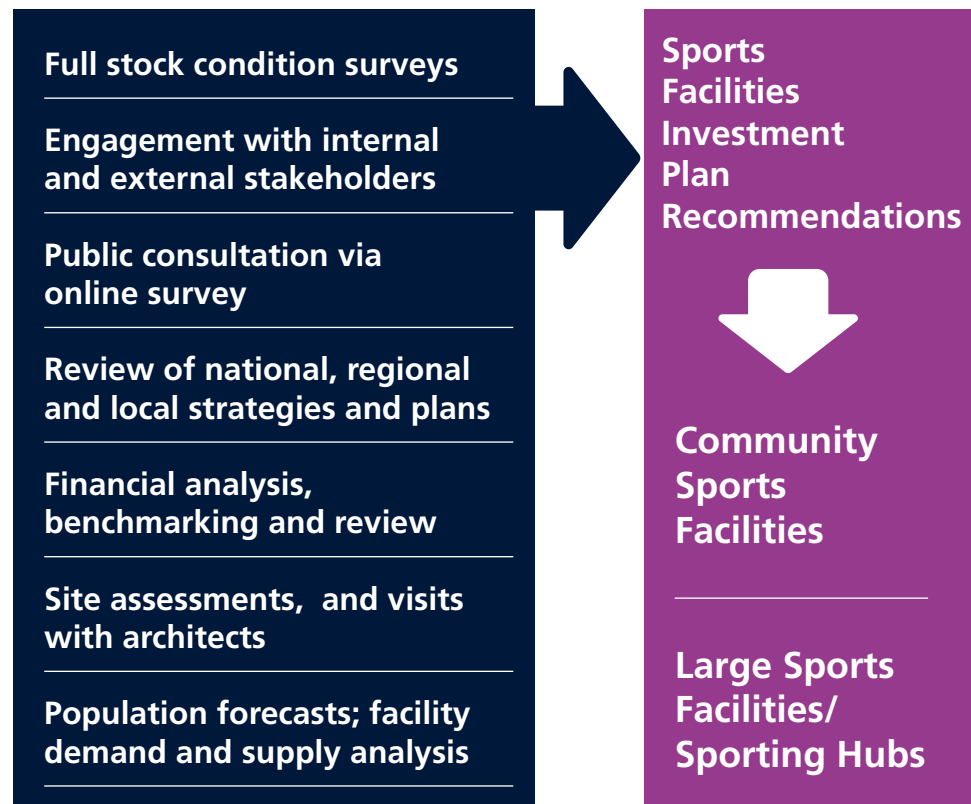 Full stock condition surveys
Engagement with internal
and external stakeholders
Public consultation via
online survey
Review of national, regional
and local strategies and plans
Financial analysis,
benchmarking and review
Site assessments,  and visits
with architects
Population forecasts; facility
demand and supply analysis
Sports
Facilities
Investment
Plan
Recommendations
Community
Sports
Facilities
Large Sports
Facilities/
Sporting Hubs